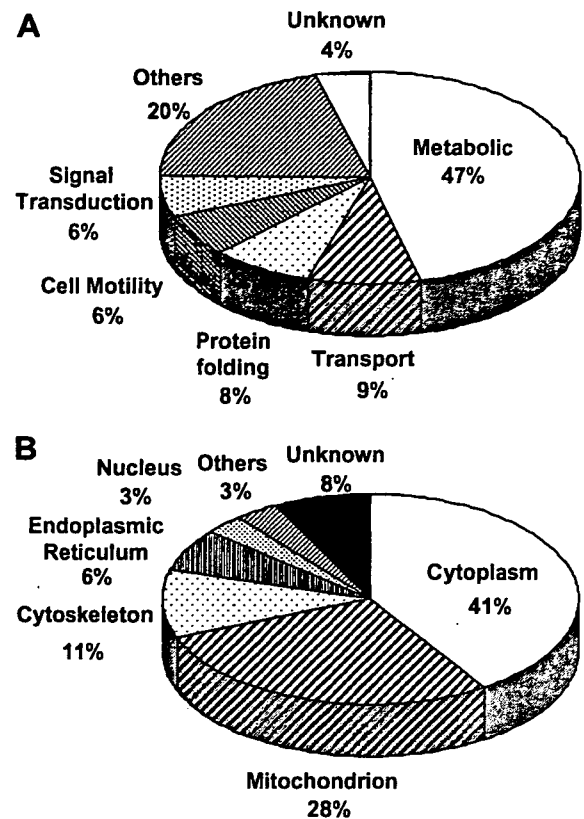 A
Unknown
4%
Others
20%
Metabolic
47%
Signal
Transduction
6%
Cell Motility
6%
Protein
folding
8%
Transport
9%
B
Nucleus
3%
Others
3%
Unknown
8%
Endoplasmic
Reticulum
6%
Cytoplasm
41%
Cytoskeleton
11%
Mitochondrion
28%